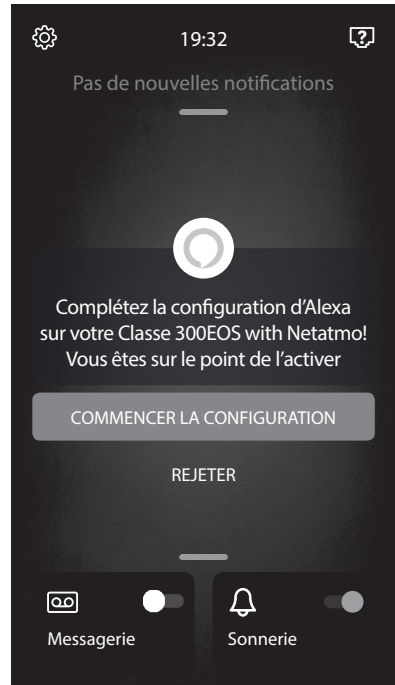 19:32
Pas de nouvelles notifications
Complétez la configuration d'Alexa
sur votre Classe 300EOS with Netatmo!
Vous êtes sur le point de l'activer
COMMENCER LA CONFIGURATION
REJETER
Messagerie
Sonnerie